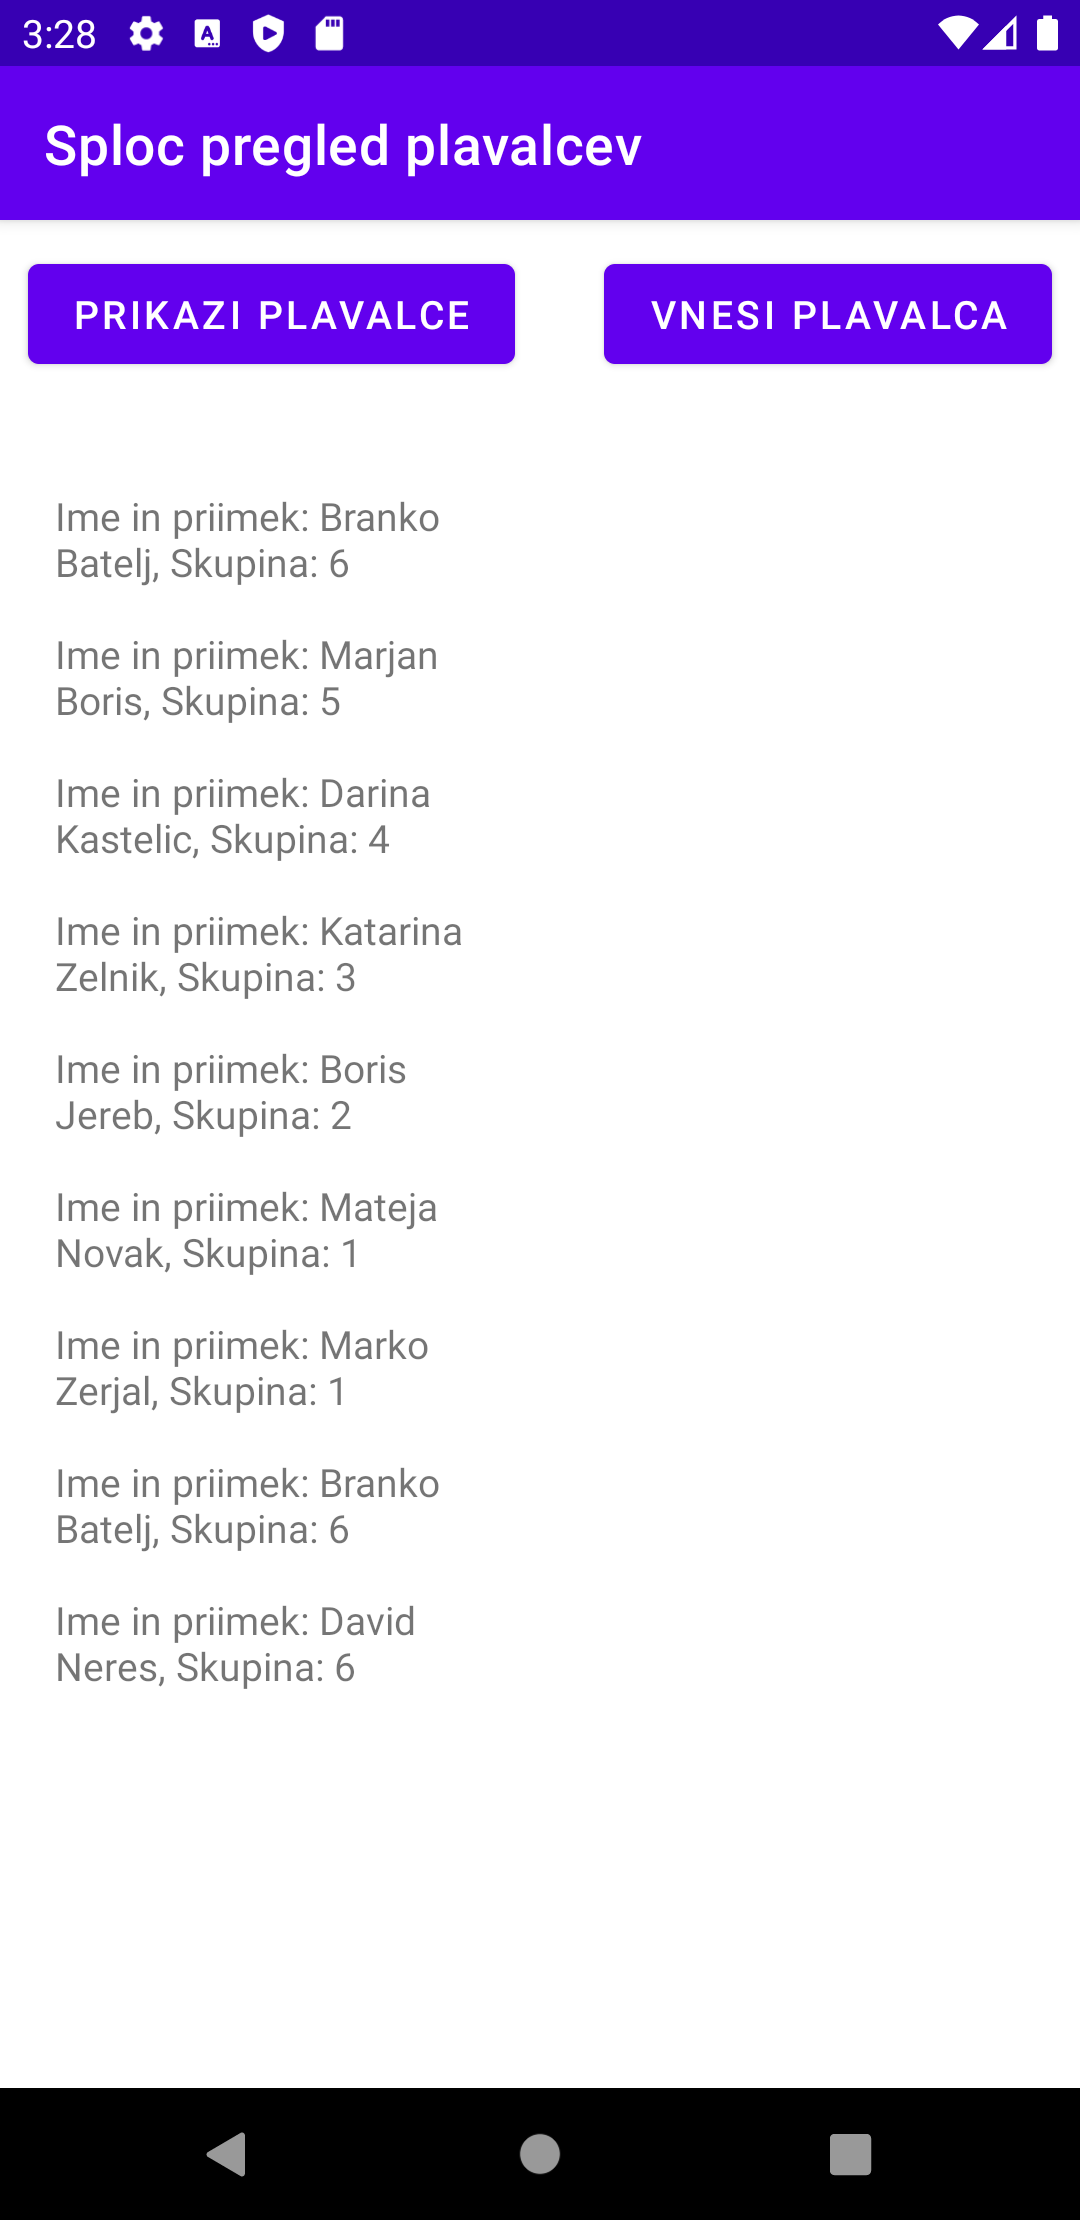 3:28
Sploc pregled plavalcev
PRIKAZI PLAVALCE
VNESI PLAVALCA
Ime in priimek: Branko
Batelj, Skupina: 6
Ime in priimek: Marjan
Boris, Skupina: 5
Ime in priimek: Darina
Kastelic, Skupina: 4
Ime in priimek: Katarina
Zelnik, Skupina: 3
Ime in priimek: Boris
Jereb, Skupina: 2
Ime in priimek: Mateja
Novak, Skupina: 1
Ime in priimek: Marko
Zerjal, Skupina: 1
Ime in priimek: Branko
Batelj, Skupina: 6
Ime in priimek: David
Neres, Skupina: 6